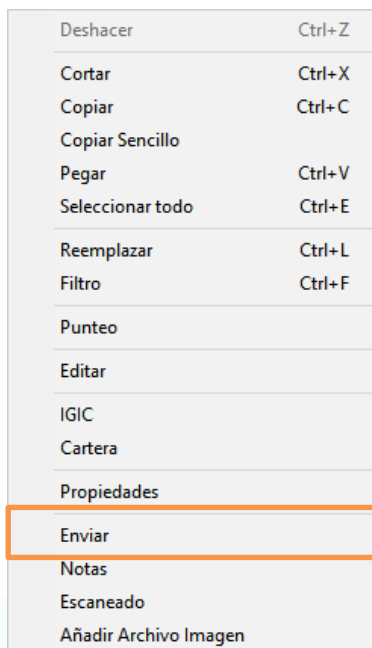 Deshacer Ctrl+Z
Cortar Ctrl+X
Copiar Ctrl+C
Copiar Sencillo
Pegar Ctrl+V
Seleccionar todo Ctrl+E
Reemplazar Ctrl+L
Filtro Ctrl+F
Punteo
Editar
IGIC
Cartera
Propiedades
Enviar
Notas
Escaneado
Añadir Archivo Imagen